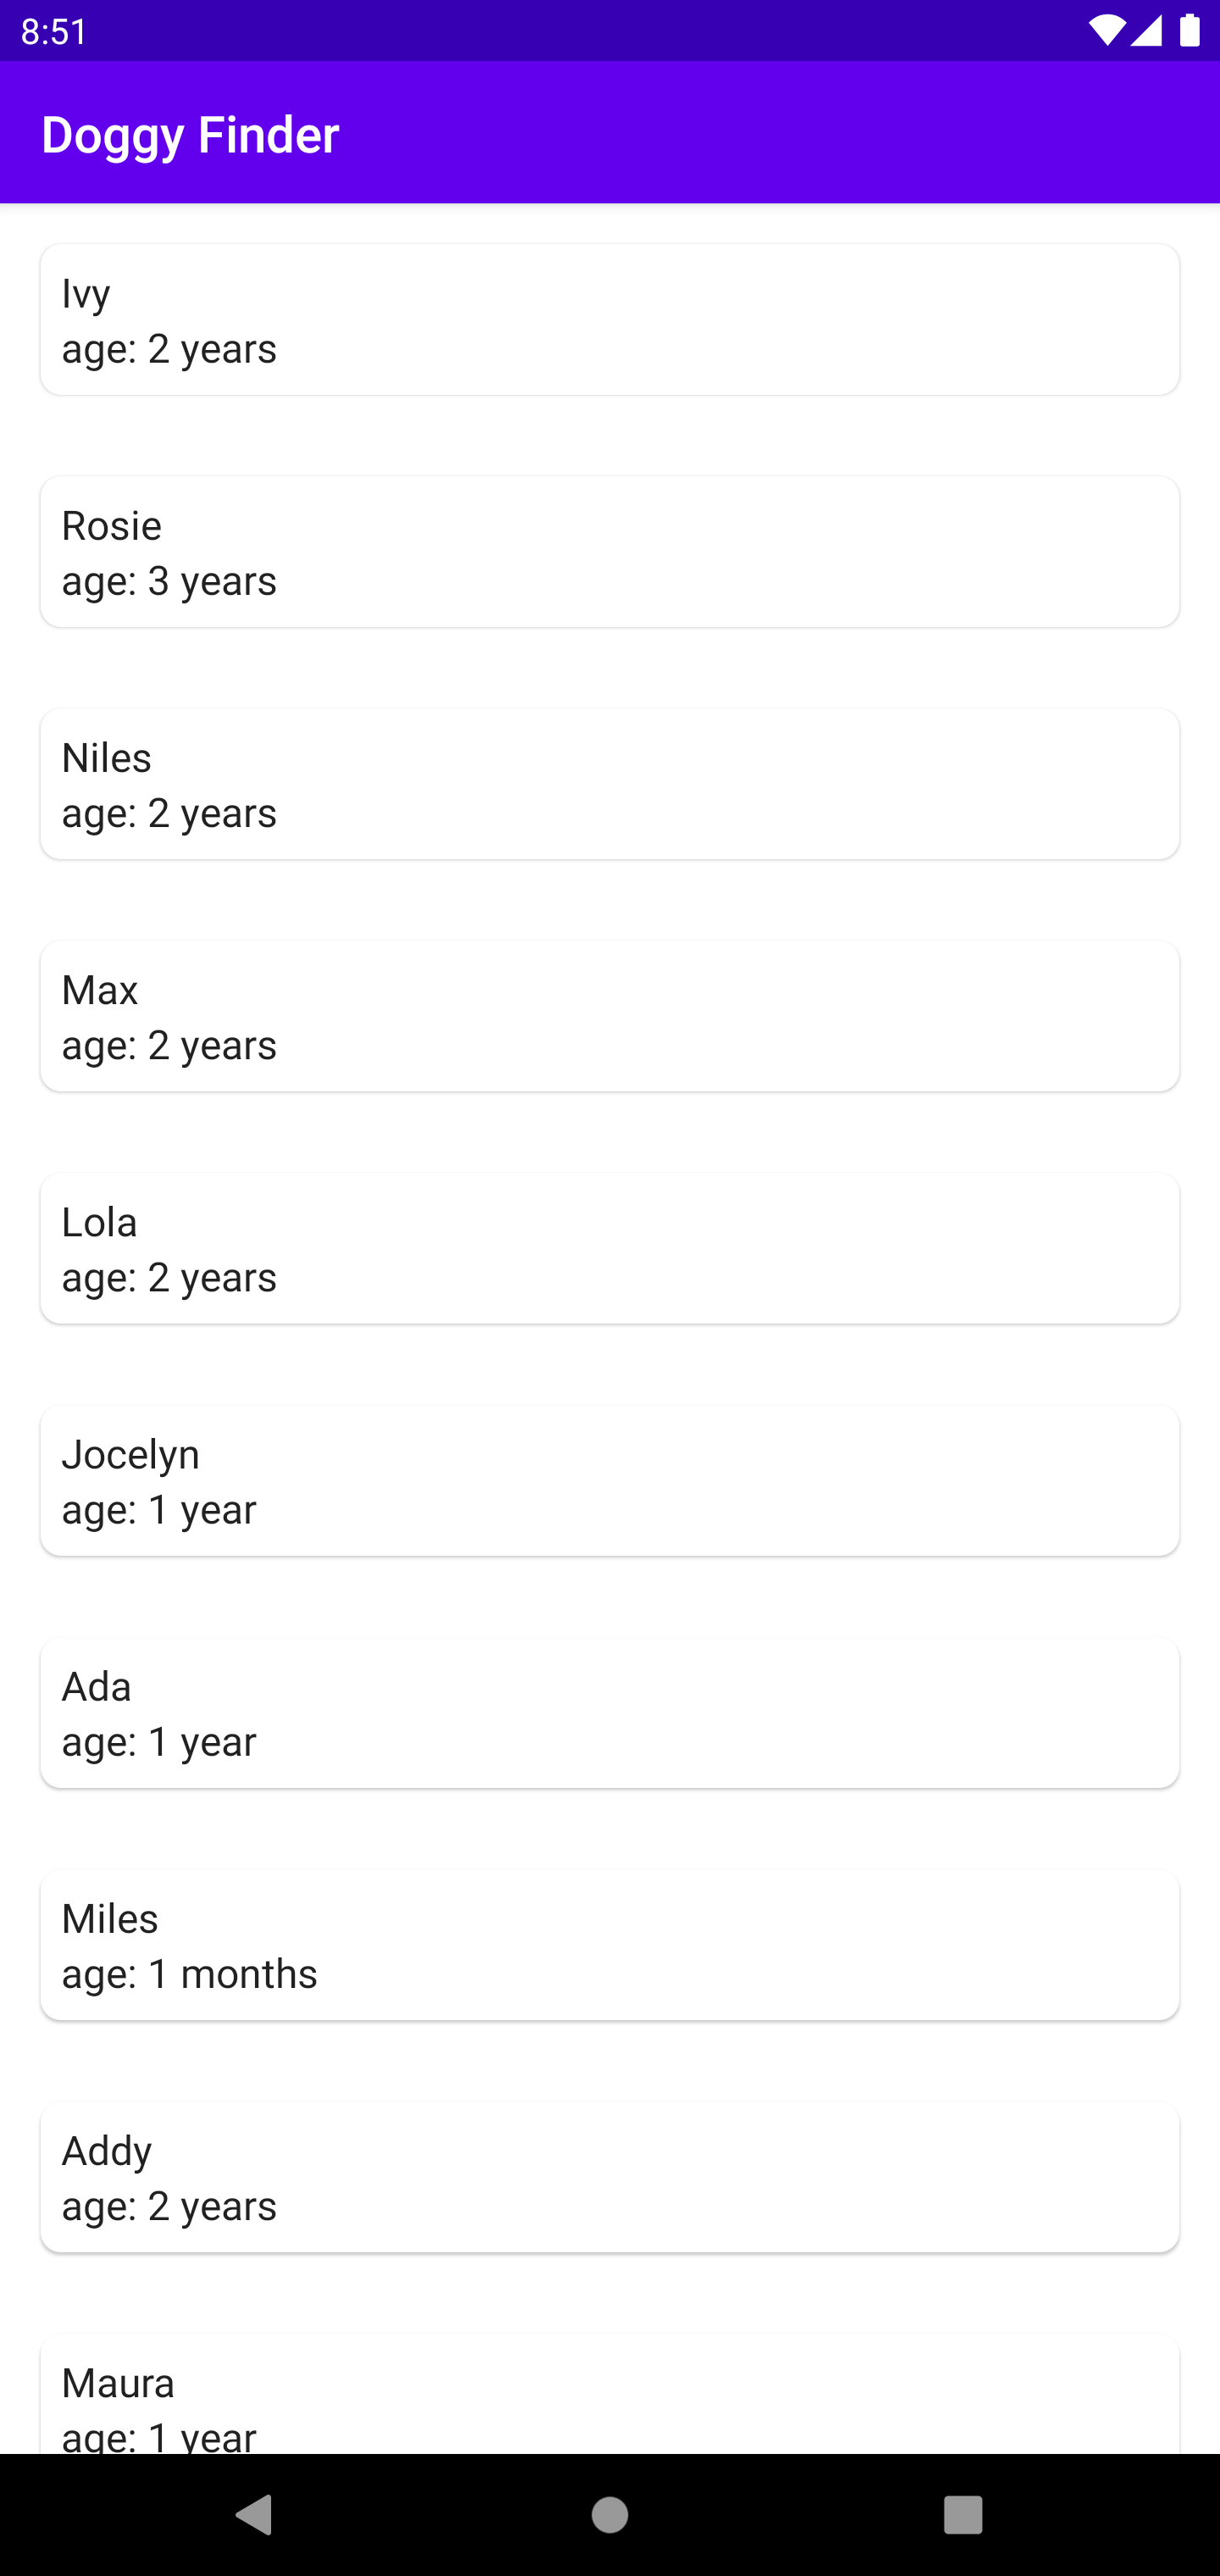 8:51
Doggy Finder
Ivy
age: 2 years
Rosie
age: 3 years
Niles
age: 2 years
Max
age: 2 years
Lola
age: 2 years
Jocelyn
age: 1 year
Ada
age: 1 year
Miles
age: 1 months
Addy
age: 2 years
Maura
age: 1 year